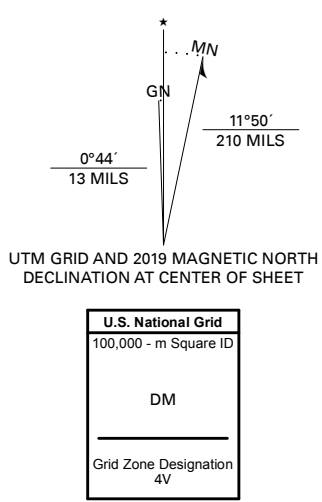 MN
GN
11°50´
210 MILS
0°44´
13 MILS
UTM GRID AND 2019 MAGNETIC NORTH
DECLINATION AT CENTER OF SHEET
U.S. National Grid
100,000 - m Square ID
DM
Grid Zone Designation
4V